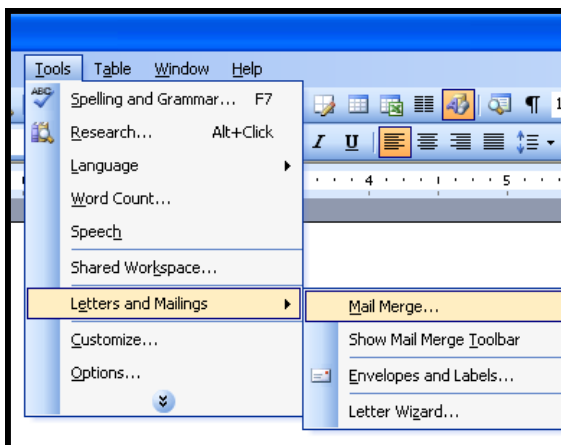 Tools Table Window Help
Spelling and Grammar... F7
Research... Alt+Click
Language
Word Count...
Speech
Shared Workspace...
Letters and Mailings
Customize...
Options...
ABC
I U
4 5
Mail Merge...
Show Mail Merge Toolbar
Envelopes and Labels...
Letter Wizard...